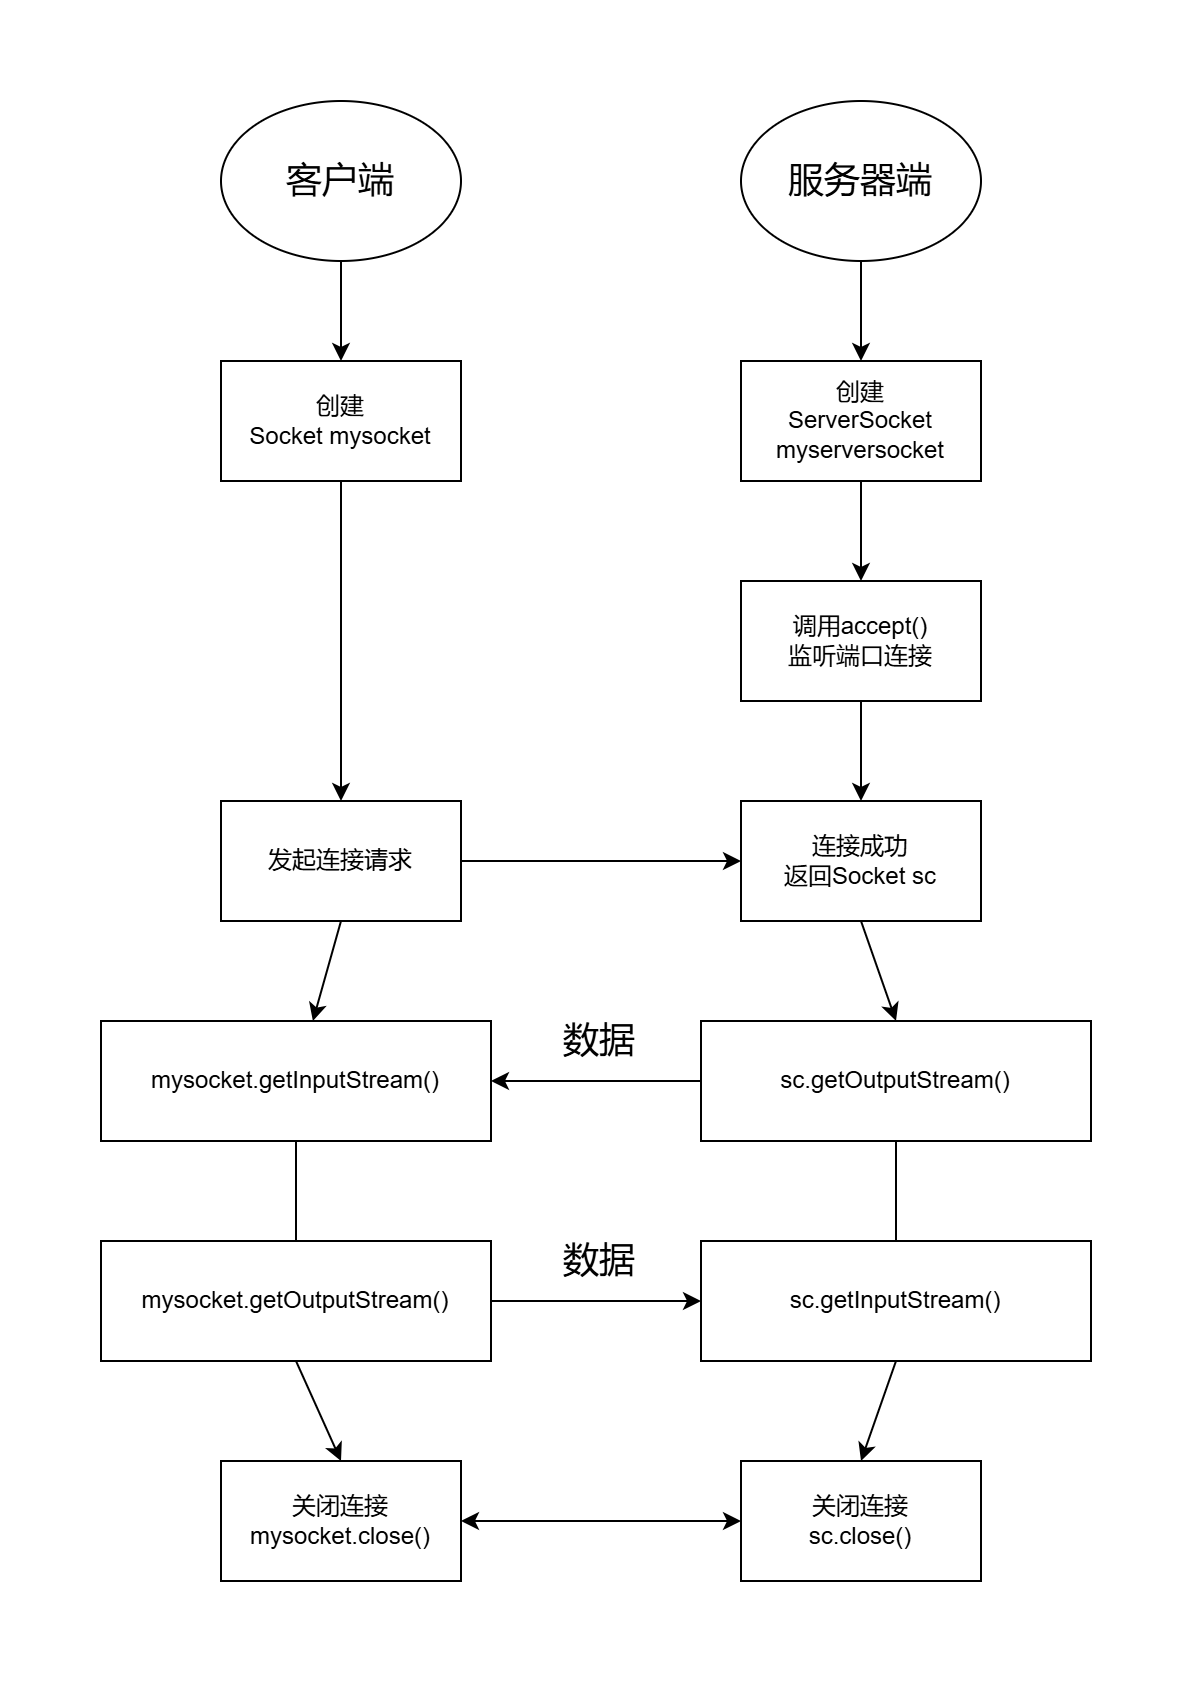 客户端
服务器端
创建
Socket mysocket
创建
ServerSocket
myserversocket
调用accept()
监听端口连接
发起连接请求
连接成功
返回Socket sc
mysocket.getInputStream()
数据
sc.getOutputStream()
mysocket.getOutputStream()
数据
sc.getInputStream()
关闭连接
mysocket.close()
关闭连接
sc.close()